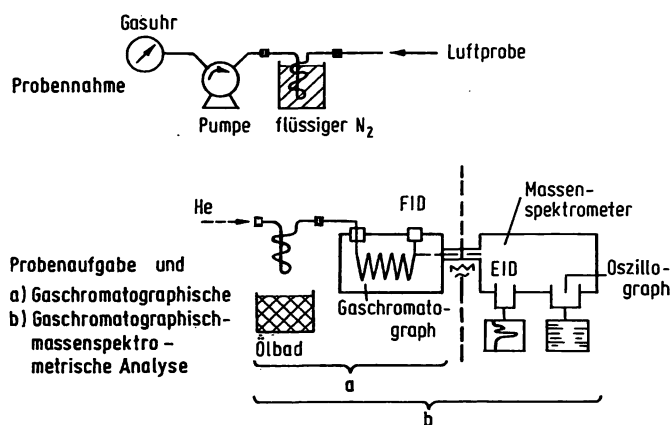 Gasuhr
Luftprobe
Probennahme
Pumpe
flüssiger N2
He
FID
Massen-
spektrometer
EID
Oszillo-
graph
Probenaufgabe und
a) Gaschromatographische
b) Gaschromatographisch-
massenspektro -
metrische Analyse
Gaschromato-
graph
Ölbad
a
b